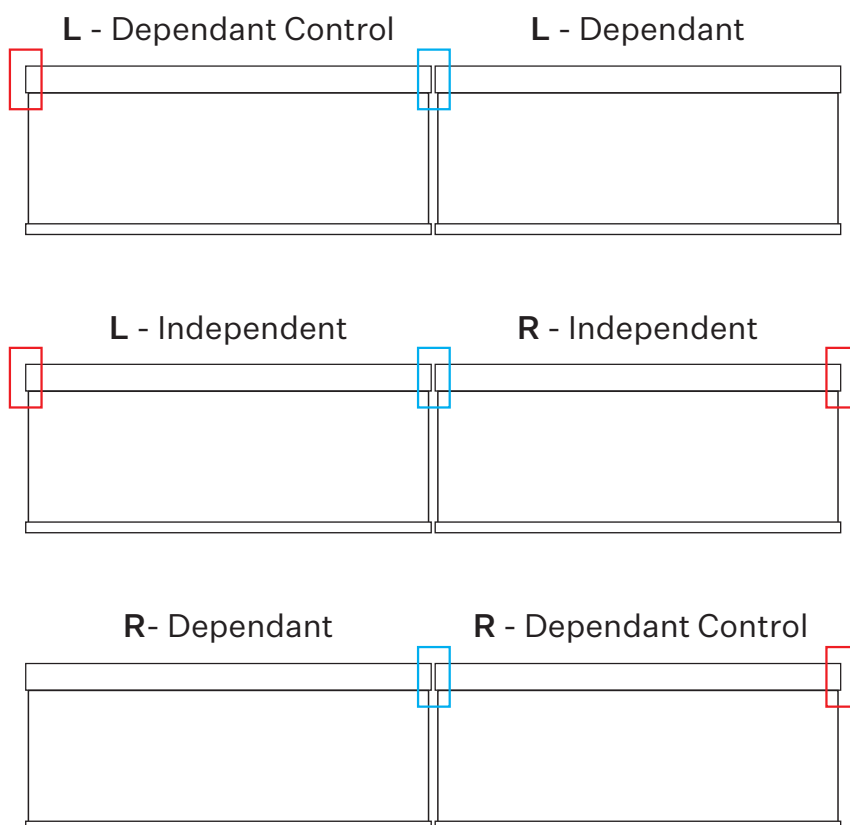 L - Dependant Control
L - Dependant
L - Independent
R - Independent
R- Dependant
R - Dependant Control